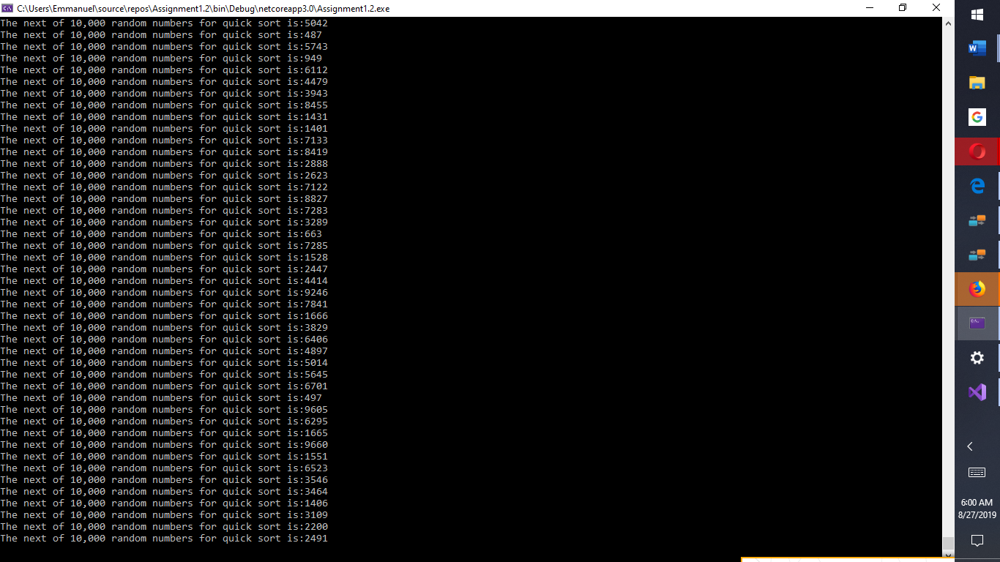 C:\Users\Emmanuel\source\repos\Assignment1.2\bin\Debug\netcoreapp3.0\Assignment1.2.exe
The next of 10,000 random numbers for quick sort is:5042
The next of 10,000 random numbers for quick sort is:487
The next of 10,000 random numbers for quick sort is:5743
The next of 10,000 random numbers for quick sort is:949
The next of 10,000 random numbers for quick sort is:6112
The next of 10,000 random numbers for quick sort is:4479
The next of 10,000 random numbers for quick sort is:3943
The next of 10,000 random numbers for quick sort is:8455
The next of 10,000 random numbers for quick sort is:1431
The next of 10,000 random numbers for quick sort is:1401
The next of 10,000 random numbers for quick sort is:7133
The next of 10,000 random numbers for quick sort is:8419
The next of 10,000 random numbers for quick sort is:2888
The next of 10,000 random numbers for quick sort is:2623
The next of 10,000 random numbers for quick sort is:7122
The next of 10,000 random numbers for quick sort is:8827
The next of 10,000 random numbers for quick sort is:7283
The next of 10,000 random numbers for quick sort is:3289
The next of 10,000 random numbers for quick sort is:663
The next of 10,000 random numbers for quick sort is:7285
The next of 10,000 random numbers for quick sort is:1528
The next of 10,000 random numbers for quick sort is:2447
The next of 10,000 random numbers for quick sort is:4414
The next of 10,000 random numbers for quick sort is:9246
The next of 10,000 random numbers for quick sort is:7841
The next of 10,000 random numbers for quick sort is:1666
The next of 10,000 random numbers for quick sort is:3829
The next of 10,000 random numbers for quick sort is:6406
The next of 10,000 random numbers for quick sort is:4897
The next of 10,000 random numbers for quick sort is:5014
The next of 10,000 random numbers for quick sort is:5645
The next of 10,000 random numbers for quick sort is:6701
The next of 10,000 random numbers for quick sort is:497
The next of 10,000 random numbers for quick sort is:9605
The next of 10,000 random numbers for quick sort is:6295
The next of 10,000 random numbers for quick sort is:1665
The next of 10,000 random numbers for quick sort is:9660
The next of 10,000 random numbers for quick sort is:1551
The next of 10,000 random numbers for quick sort is:6523
The next of 10,000 random numbers for quick sort is:3546
The next of 10,000 random numbers for quick sort is:3464
The next of 10,000 random numbers for quick sort is:1406
The next of 10,000 random numbers for quick sort is:3109
The next of 10,000 random numbers for quick sort is:2200
The next of 10,000 random numbers for quick sort is:2491
6:00 AM
8/27/2019